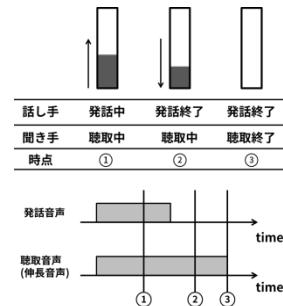 話し手 発話中 発話終了 発話終了
聞き手 聴取中 聴取中 聴取終了
時点 ① ② ③
発話音声
time
聴取音声
(伸長音声)
time
① ② ③